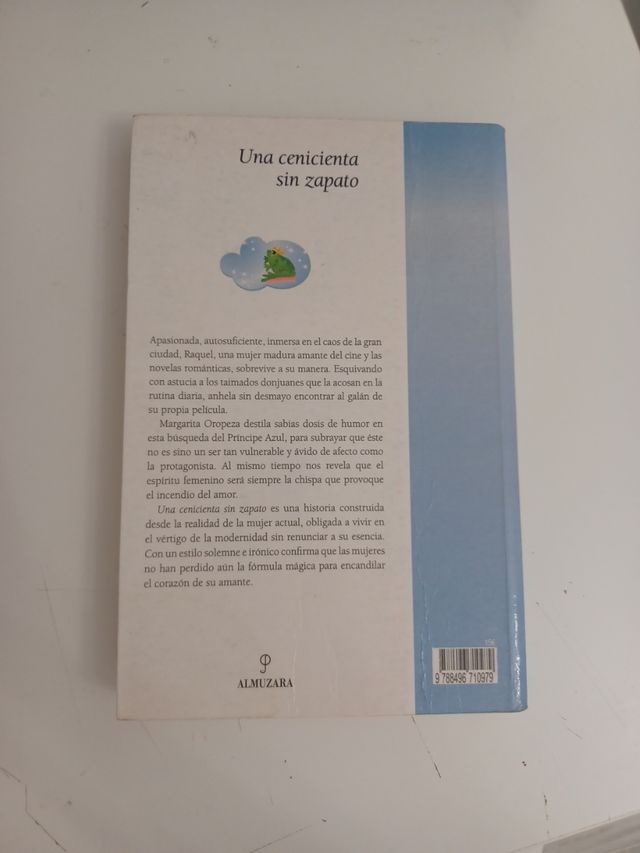 Una cenicienta
sin zapato
Apasionada, autosuficiente, inmersa en el caos de la gran
ciudad, Raquel, una mujer madura amante del cine y las
novelas románticas, sobrevive a su manera. Esquivando
con astucia a los taimados donjuanes que la acosan en la
rutina diaria, anhela sin desmayo encontrar al galán de
su propia película.
Margarita Oropeza destila sabias dosis de humor en
esta búsqueda del Príncipe Azul, para subrayar que éste
no es sino un ser tan vulnerable y ávido de afecto como
la protagonista. Al mismo tiempo nos revela que el
espíritu femenino será siempre la chispa que provoque
el incendio del amor.
Una cenicienta sin zapato es una historia construida
desde la realidad de la mujer actual, obligada a vivir en
el vértigo de la modernidad sin renunciar a su esencia.
Con un estilo solemne e irónico confirma que las mujeres
no han perdido aún la fórmula mágica para encandilar
el corazón de su amante.
ALMUZARA
9 788496 710979